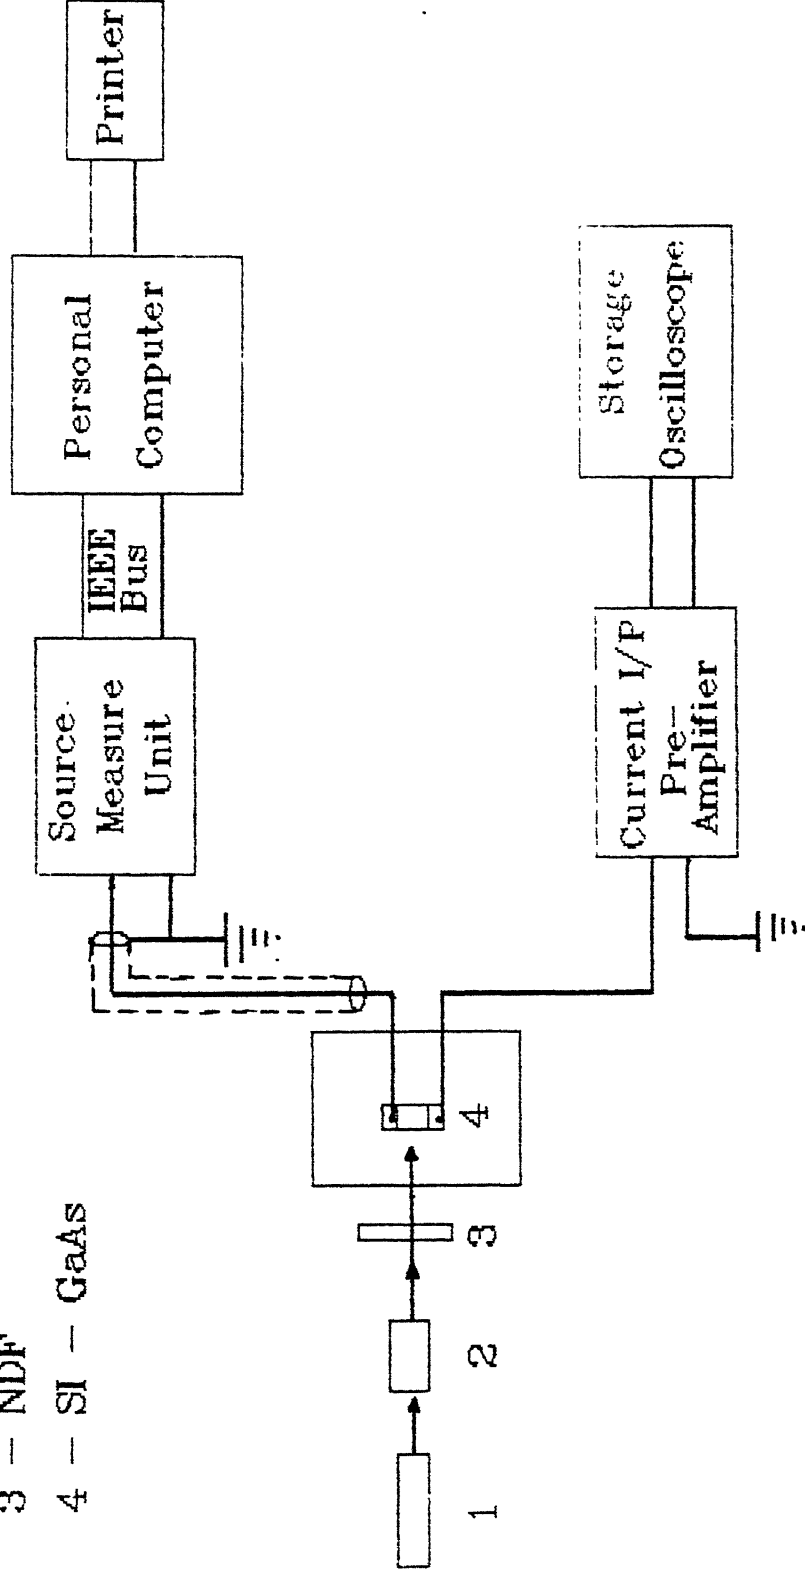 3 – NDF
4 – SI – GaAs
Source-
Measure
Unit
IEEE
Bus
Personal
Computer
Printer
1
2
3
4
Current I/P
Pre–
Amplifier
Storage
Oscilloscope